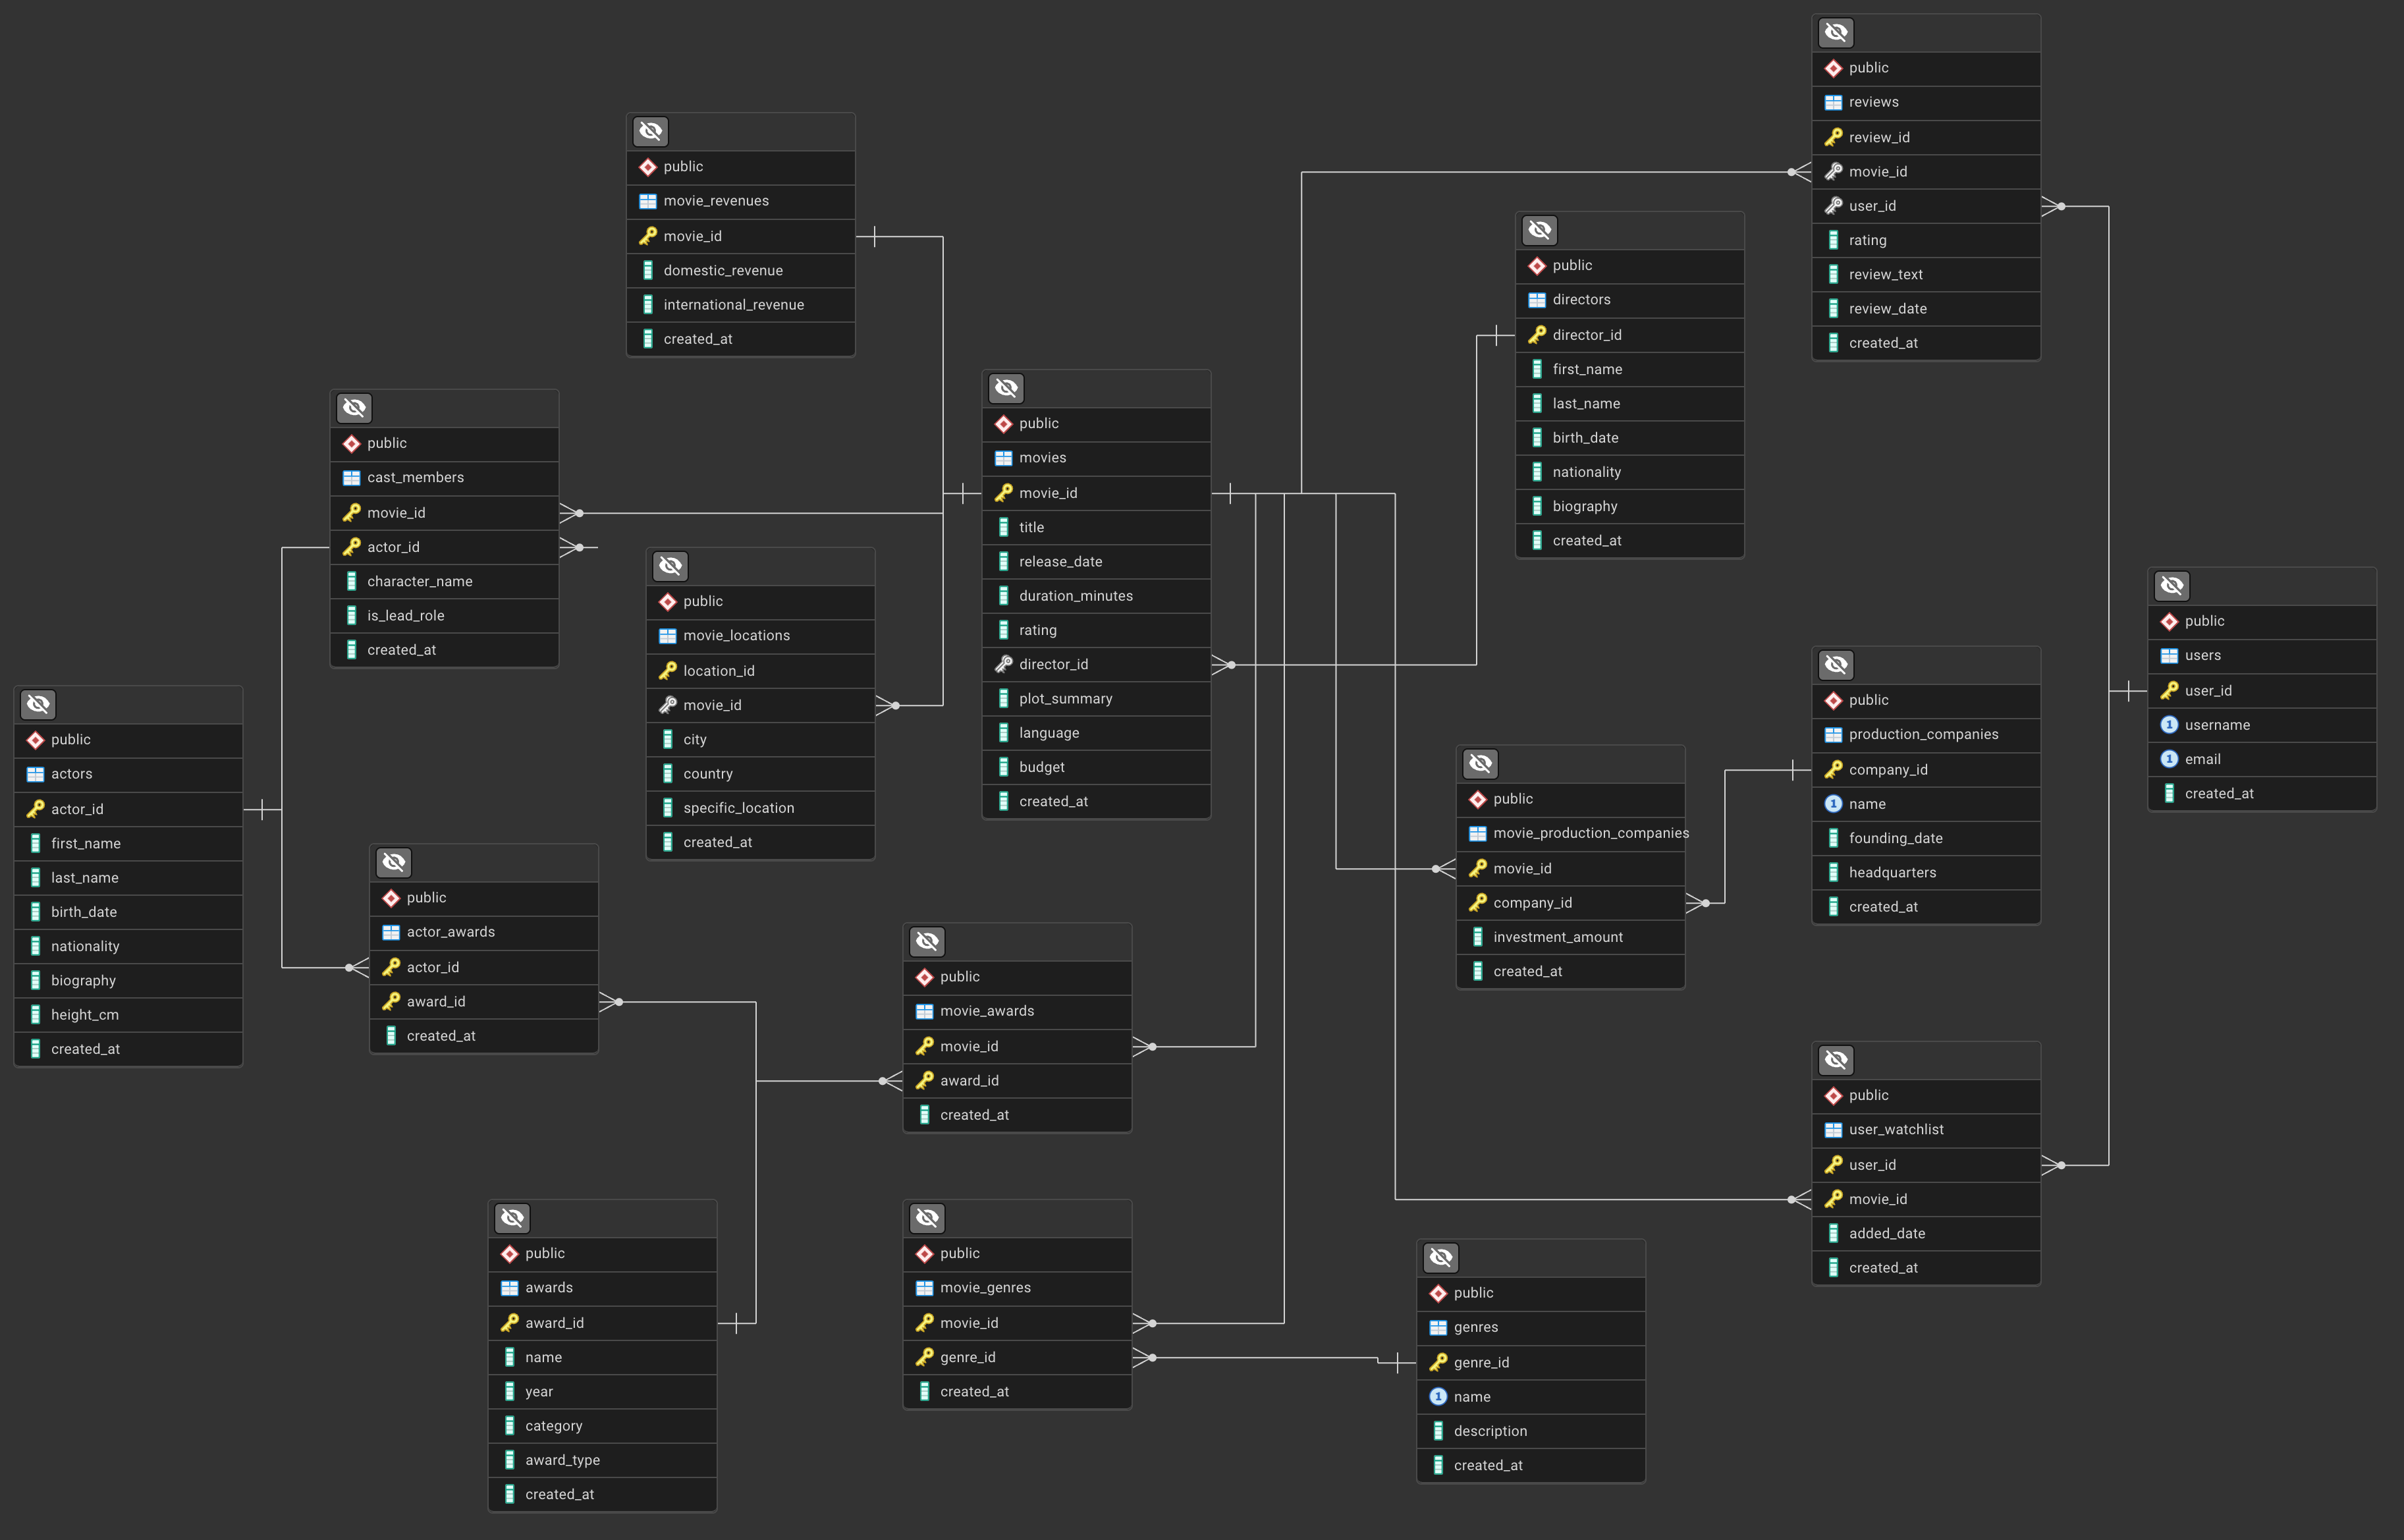 public
reviews
review_id
movie_id
user_id
rating
review_text
review_date
created_at
public
movie_revenues
movie_id
domestic_revenue
international_revenue
created_at
public
directors
director_id
first_name
last_name
birth_date
nationality
biography
created_at
public
cast_members
movie_id
actor_id
character_name
is_lead_role
created_at
public
movies
movie_id
title
release_date
duration_minutes
rating
director_id
plot_summary
language
budget
created_at
public
movie_locations
location_id
movie_id
city
country
specific_location
created_at
public
users
user_id
1 username
1 email
created_at
public
actors
actor_id
first_name
last_name
birth_date
nationality
biography
height_cm
created_at
public
production_companies
company_id
1 name
founding_date
headquarters
created_at
public
movie_production_companies
movie_id
company_id
investment_amount
created_at
public
actor_awards
actor_id
award_id
created_at
public
movie_awards
movie_id
award_id
created_at
public
user_watchlist
user_id
movie_id
added_date
created_at
public
awards
award_id
name
year
category
award_type
created_at
public
movie_genres
movie_id
genre_id
created_at
public
genres
genre_id
1 name
description
created_at